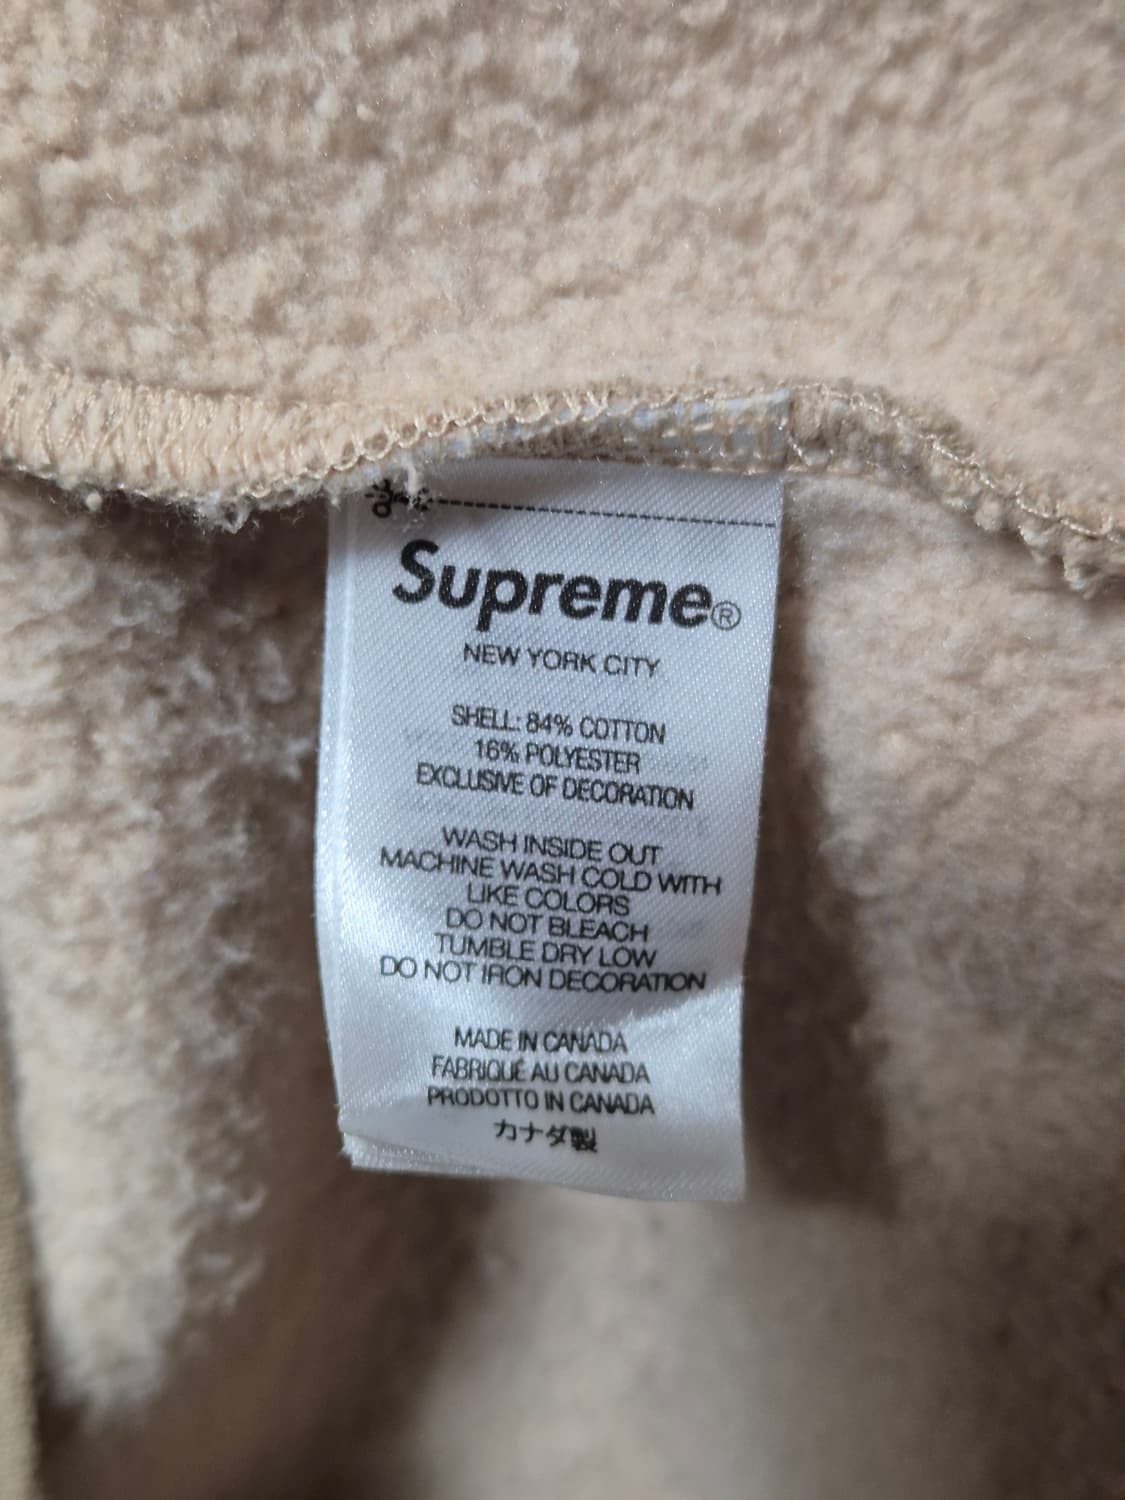 Supreme®
NEW YORK CITY
SHELL: 84% COTTON
16% POLYESTER
EXCLUSIVE OF DECORATION
WASH INSIDE OUT
MACHINE WASH COLD WITH
LIKE COLORS
DO NOT BLEACH
TUMBLE DRY LOW
DO NOT IRON DECORATION
MADE IN CANADA
FABRIQUÉ AU CANADA
PRODOTTO IN CANADA
カナダ製